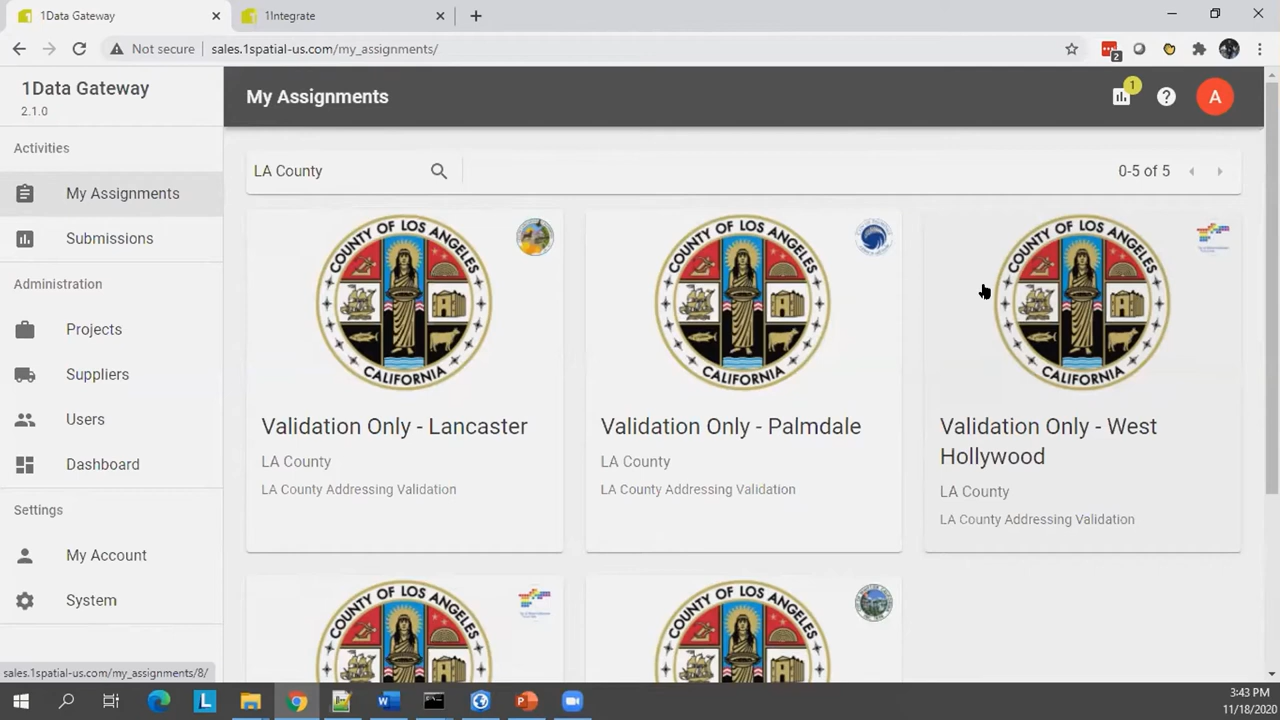 1Data Gateway
1Integrate
Not secure
sales.1spatial-us.com/my_assignments/
2
1Data Gateway
2.1.0
Activities
My Assignments
Submissions
Administration
Projects
Suppliers
Users
Dashboard
Settings
My Account
System
My Assignments
1
A
LA County
0-5 of 5
COUNTY OF LOS ANGELES
CALIFORNIA
Validation Only - Lancaster
LA County
LA County Addressing Validation
COUNTY OF LOS ANGELES
CALIFORNIA
Validation Only - Palmdale
LA County
LA County Addressing Validation
COUNTY OF LOS ANGELES
CALIFORNIA
Validation Only - West
Hollywood
LA County
LA County Addressing Validation
COUNTY OF LOS ANGELES
COUNTY OF LOS ANGELES
sales.1spatial-us.com/my_assignments/8/
3:43 PM
11/18/2020